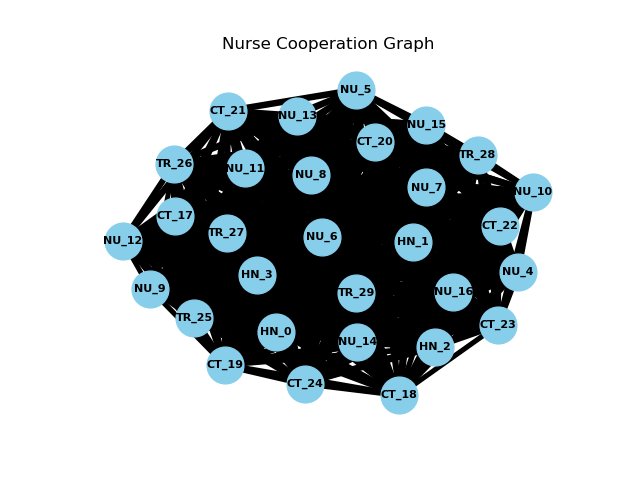 Nurse Cooperation Graph
NU_5
CT_21
NU_13
NU_15
CT_20
TR_28
TR_26
NU_11
NU_8
NU_7
NU_10
CT_17
CT_22
TR_27
NU_6
HN_1
NU_12
HN_3
NU_4
NU_9
TR_29
NU_16
TR_25
CT_23
HN_0
NU_14
HN_2
CT_19
CT_24
CT_18